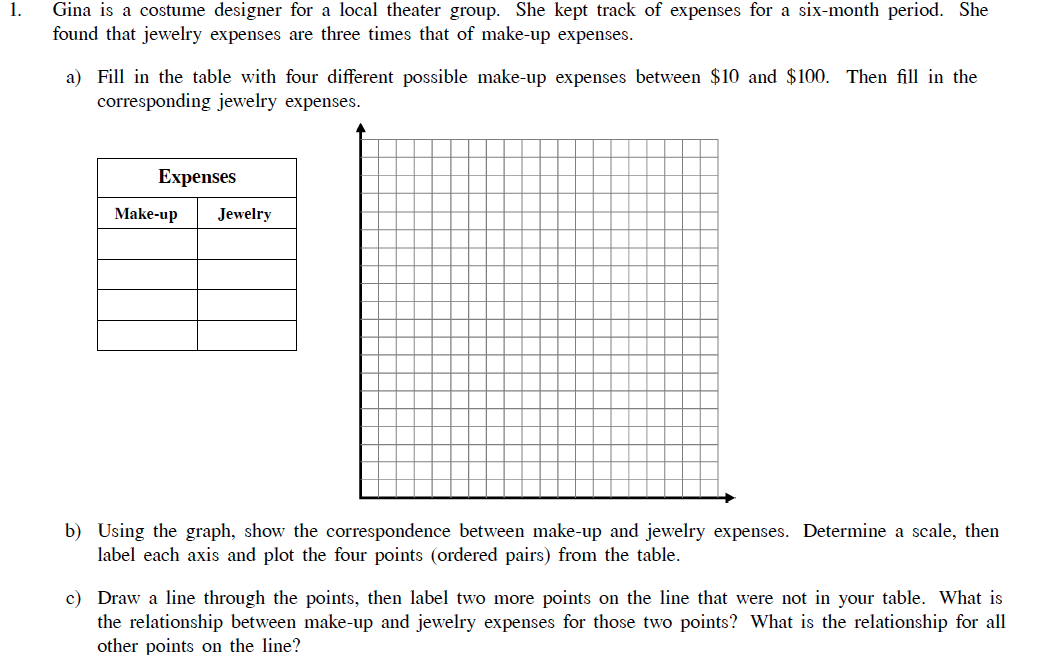 1. Gina is a costume designer for a local theater group. She kept track of expenses for a six-month period. She
found that jewelry expenses are three times that of make-up expenses.
a) Fill in the table with four different possible make-up expenses between $10 and $100. Then fill in the
corresponding jewelry expenses.
Expenses
Make-up Jewelry
b) Using the graph, show the correspondence between make-up and jewelry expenses. Determine a scale, then
label each axis and plot the four points (ordered pairs) from the table.
c) Draw a line through the points, then label two more points on the line that were not in your table. What is
the relationship between make-up and jewelry expenses for those two points? What is the relationship for all
other points on the line?